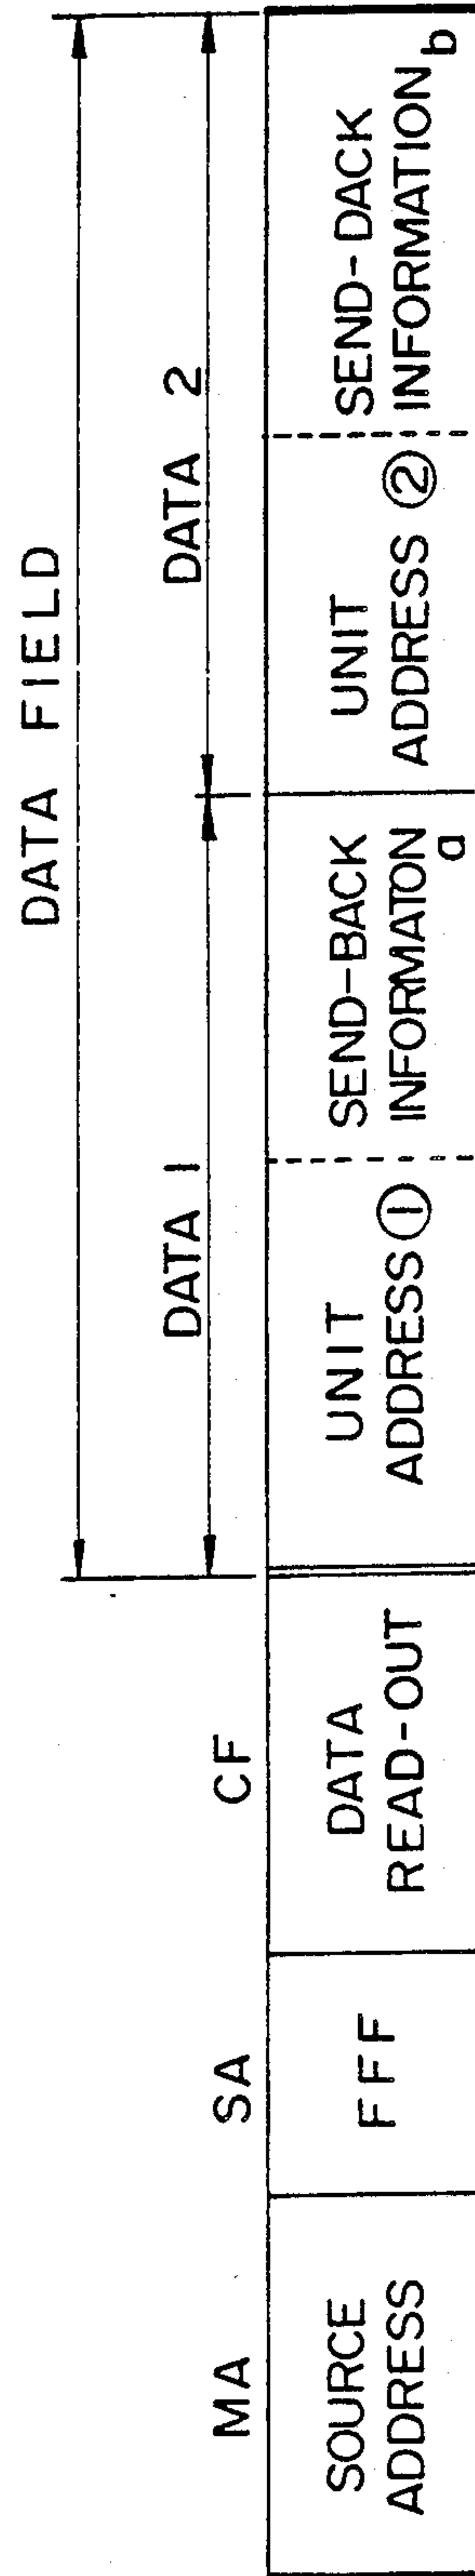 DATA FIELD
DATA 1
DATA 2
MA
SA
CF
SOURCE
ADDRESS
FFF
DATA
READ-OUT
UNIT
ADDRESS ①
SEND-BACK
INFORMATON
a
UNIT
ADDRESS ②
SEND-DACK
INFORMATION
b